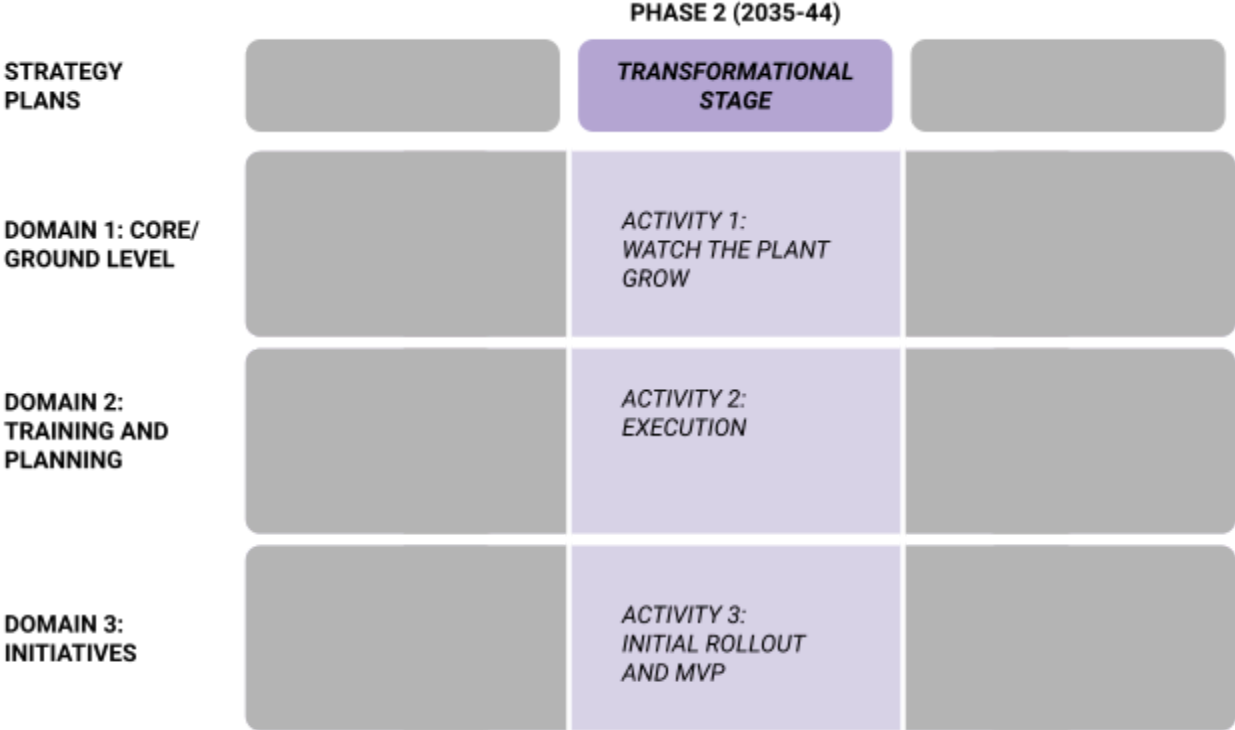 PHASE 2 (2035-44)
STRATEGY
PLANS
TRANSFORMATIONAL
STAGE
DOMAIN 1: CORE/
GROUND LEVEL
ACTIVITY 1:
WATCH THE PLANT
GROW
DOMAIN 2:
TRAINING AND
PLANNING
ACTIVITY 2:
EXECUTION
DOMAIN 3:
INITIATIVES
ACTIVITY 3:
INITIAL ROLLOUT
AND MVP